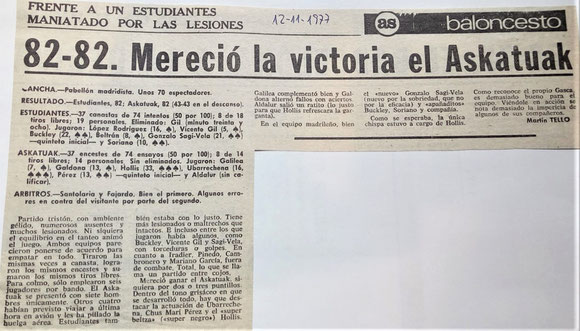 FRENTE A UN ESTUDIANTES
MANIATADO POR LAS LESIONES
12-11-1977
as
baloncesto
82-82. Mereció la victoria el Askatuak
CANCHA.—Pabellón madridista. Unos 70 espectadores.
RESULTADO.—Estudiantes, 82; Askatuak, 82 (43-43 en el descanso).
ESTUDIANTES.—37 canastas de 74 intentos (50 por 100); 8 de 18
tiros libres; 19 personales. Eliminado: Gil (minuto treinta y
ocho). Jugaron: López Rodríguez (16, ♠), Vicente Gil (5, ♠),
Buckley (22, ♠♠), Beltrán (8, ♠), Gonzalo Sagi-Vela (21, ♠♠)
—quinteto inicial— y Soriano (10, ♠♠).
ASKATUAK.—37 encestes de 74 ensayos (50 por 100); 8 de 14
tiros libres; 14 personales Sin eliminados. Jugaron: Galilea
(7, ♠), Galdona (13, ♠), Hollis (33, ♠♠♠), Ubarrechena (16,
♠♠♠), Pérez (13, ♠♠) —quinteto inicial— y Aldalur (sin ca-
lificar).
ARBITROS.—Santolaria y Fajardo. Bien el primero. Algunos erro-
res en contra del visitante por parte del segundo.
Partido tristón, con ambiente
gélido, numerosos ausentes y
muchos lesionados. Ni siquiera
el equilibrio en el tanteo animó
el juego. Ambos equipos pare-
cieron ponerse de acuerdo para
empatar en todo. Tiraron las
mismas veces a canasta, logra-
ron los mismos encestes y su-
maron los mismos tiros libres.
Para colmo, sólo emplearon seis
jugadores por bando. El Aska-
tuak se presentó con siete hom-
bres únicamente. Otros cuatro
habían previsto viajar a última
hora en avión y les ha pillado la
huelga aérea. Estudiantes tam-
bién estaba con lo justo. Tiene
más lesionados o maltrechos que
intactos. E incluso entre los que
jugaron había algunos, como
Buckley, Vicente Gil y Sagi-Vela,
con torceduras o golpes. En
cuanto a Iradier, Pinedo, Cam-
bronero y Mariano García, fuera
de combate. Total, lo que se lla-
ma un partido entre cojos.
Mereció ganar el Askatuak, si-
quiera por dos o tres puntillos.
Dentro del tono grisáceo en que
se desarrolló todo, hay que des-
tacar la actuación de Ubarreche-
na, Chus Mari Pérez y el «super
beltza» («super negro») Hollis.
Galilea complementó bien y Gal-
dona alternó fallos con aciertos.
Aldalur salió un ratito (lo justo
para que Hollis refrescara la gar-
ganta).
En el equipo madrileño, bien
el «nuevo» Gonzalo Sagi-Vela
(nuevo por la sobriedad, que no
por la eficacia) y «apañaditos»
Buckley, Soriano y compaña.
Como se esperaba, la única
chispa estuvo a cargo de Hollis.
Como reconoce el propio Gasca,
es demasiado bueno para el
equipo. Viéndole en acción se
nota demasiado la impericia de
algunos de sus compañeros.
Martín TELLO